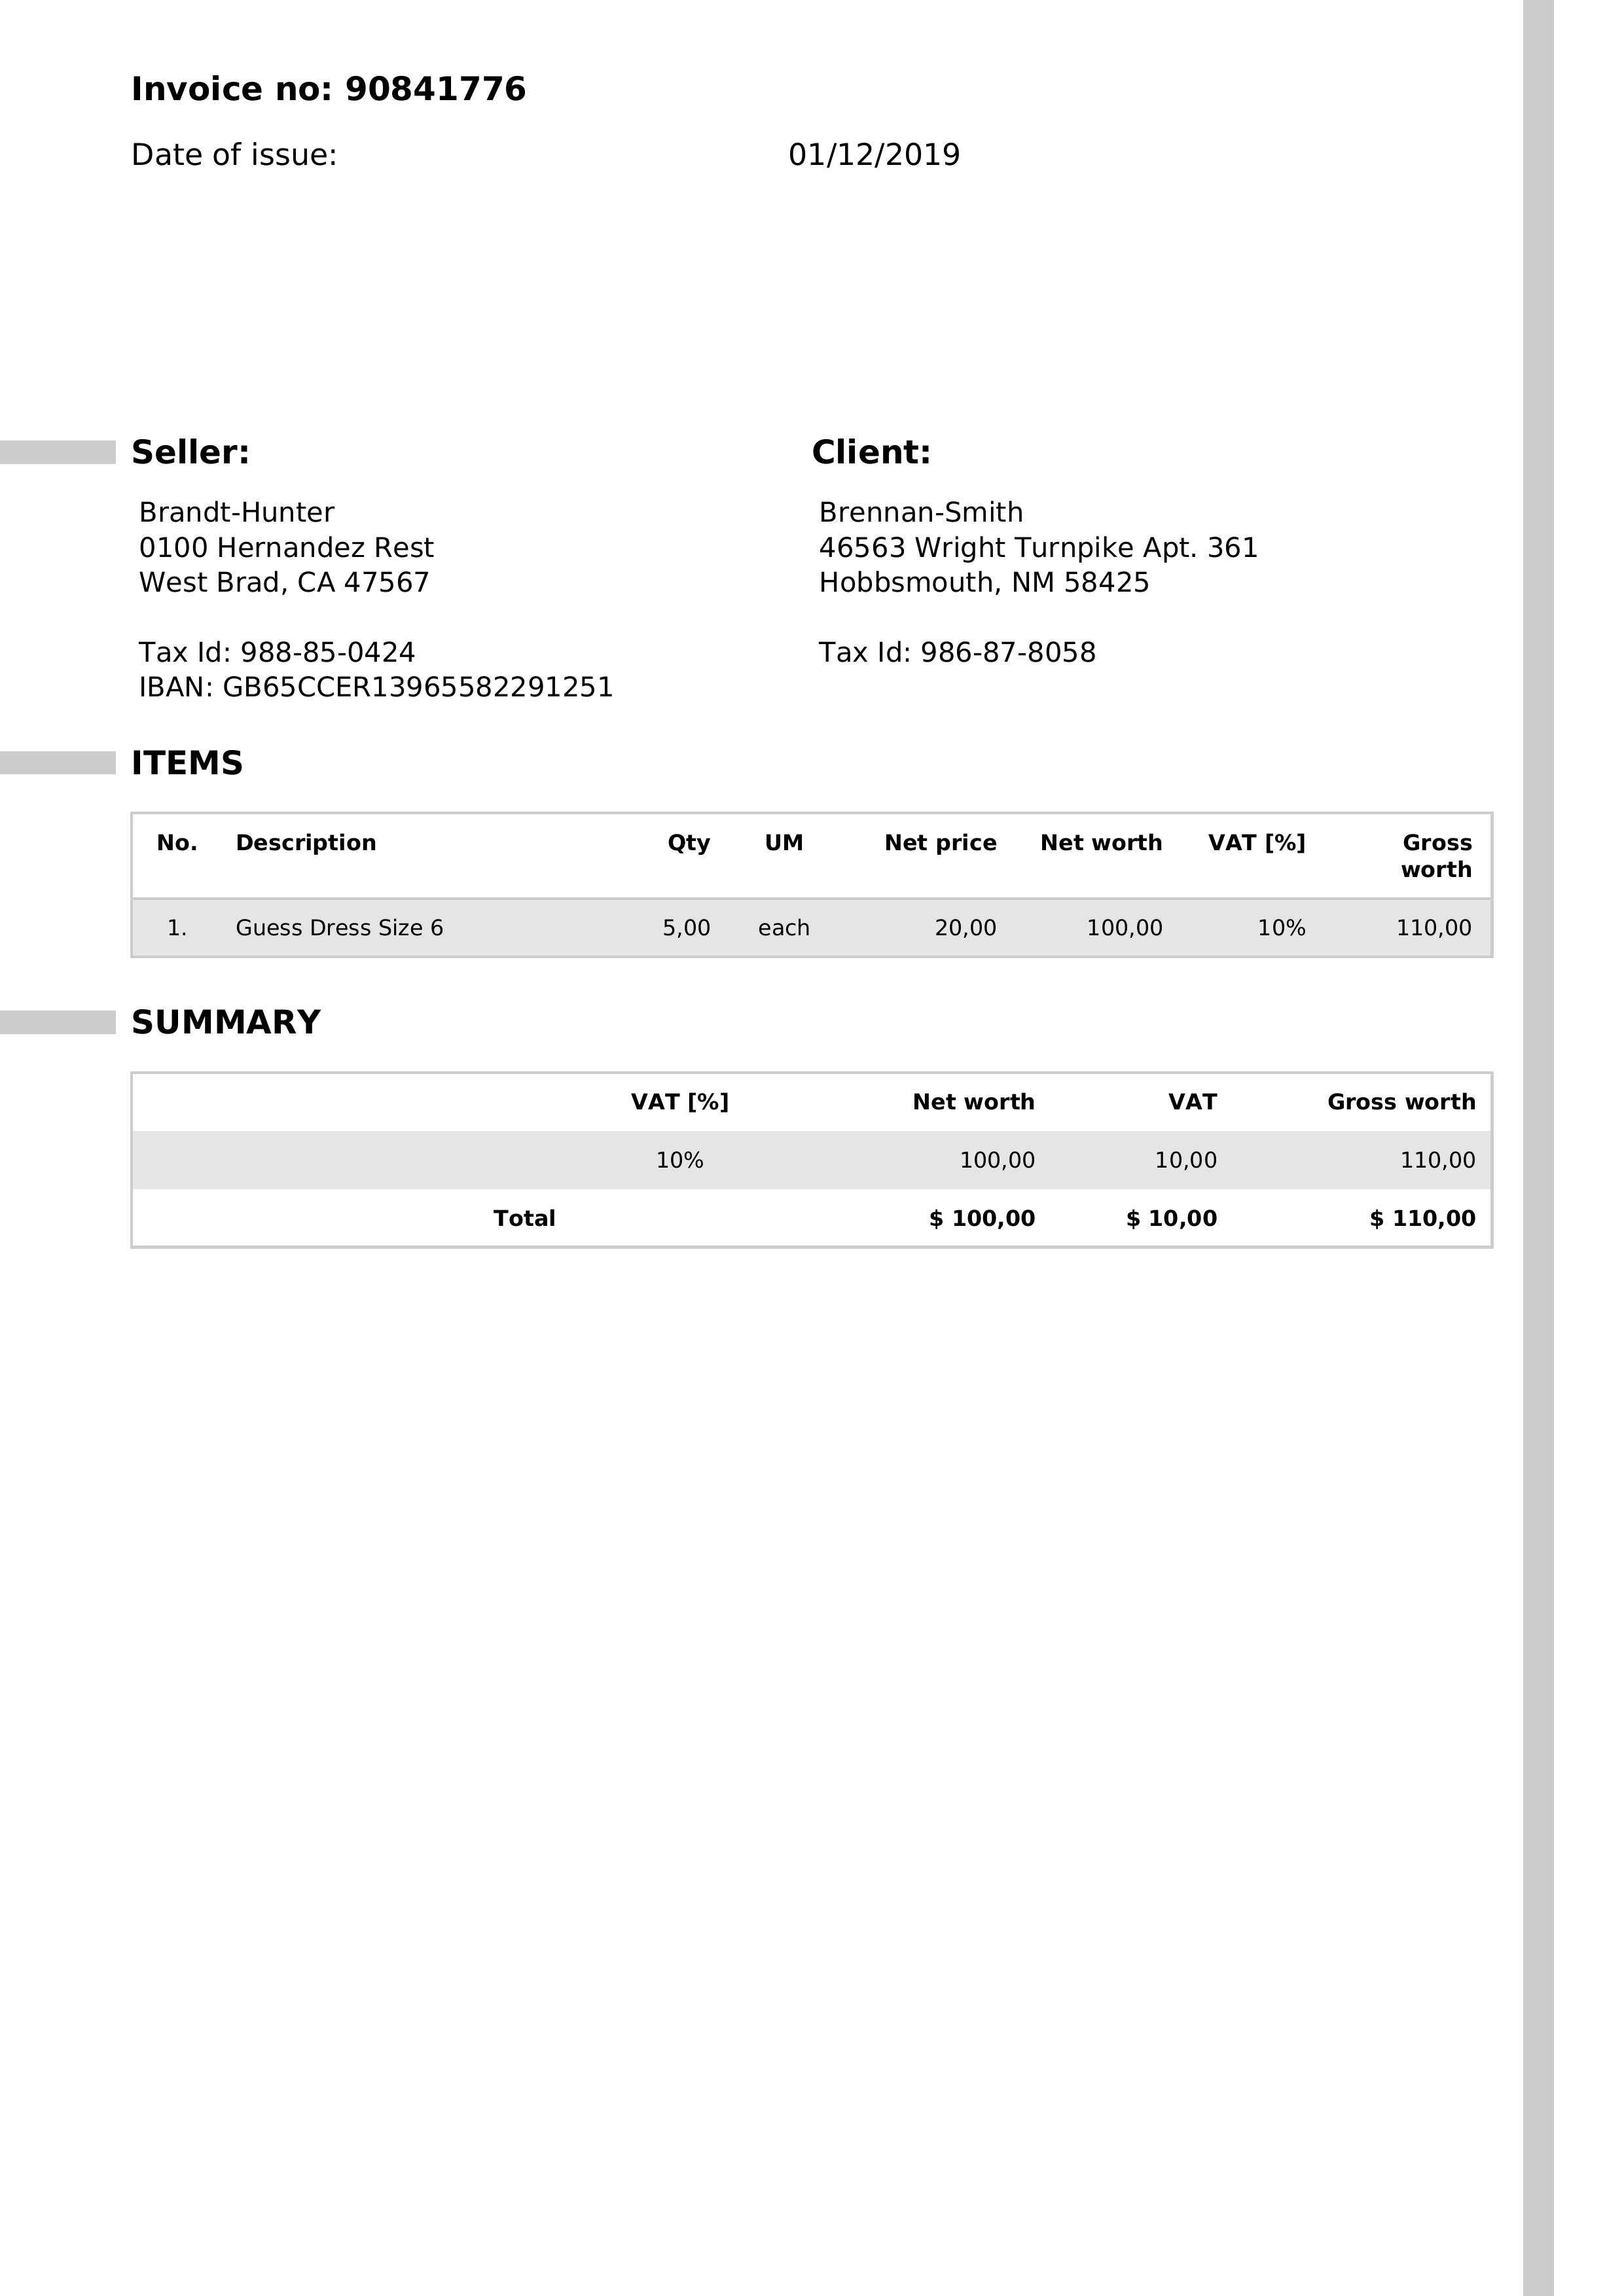 Invoice no: 90841776
Date of issue: 01/12/2019
Seller:
Brandt-Hunter
0100 Hernandez Rest
West Brad, CA 47567
Tax Id: 988-85-0424
IBAN: GB65CCER13965582291251
Client:
Brennan-Smith
46563 Wright Turnpike Apt. 361
Hobbsmouth, NM 58425
Tax Id: 986-87-8058
ITEMS
No. Description Qty UM Net price Net worth VAT [%] Gross worth
1. Guess Dress Size 6 5,00 each 20,00 100,00 10% 110,00
SUMMARY
VAT [%] Net worth VAT Gross worth
10% 100,00 10,00 110,00
Total $ 100,00 $ 10,00 $ 110,00